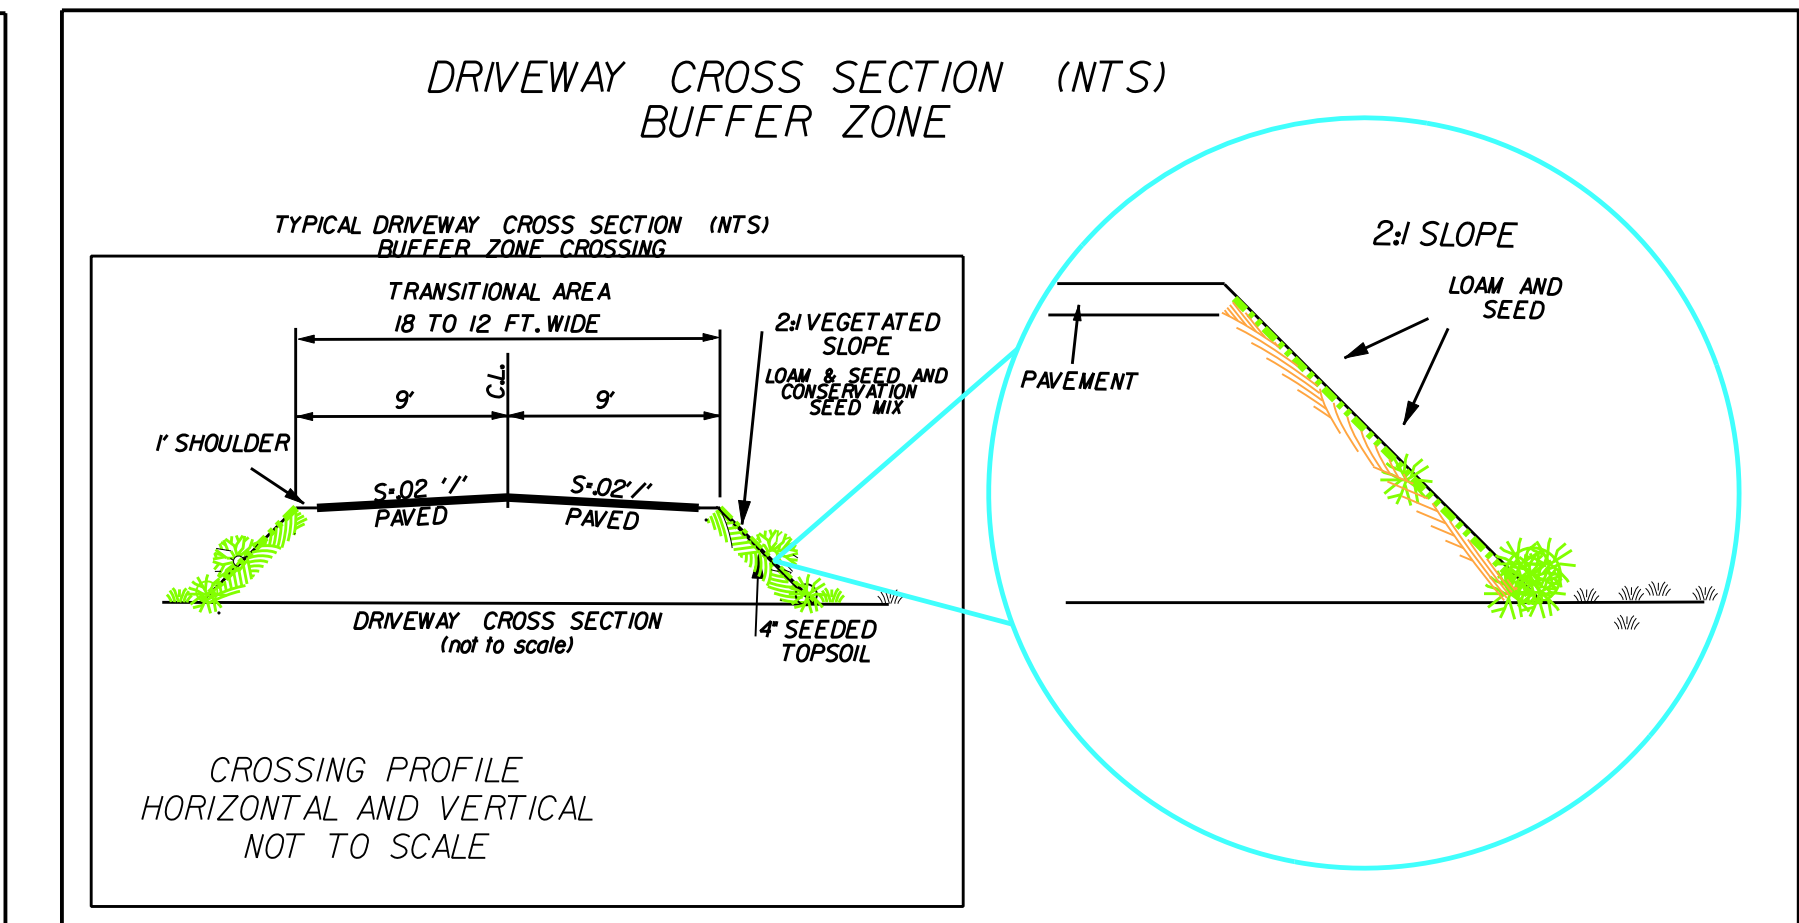 DRIVEWAY CROSS SECTION (NTS)
BUFFER ZONE
TYPICAL DRIVEWAY CROSS SECTION (NTS)
BUFFER ZONE CROSSING
TRANSITIONAL AREA
18 TO 12 FT. WIDE
C.L.
9'
9'
1' SHOULDER
S=.02 '/'
PAVED
S=.02'/'
PAVED
2:1 VEGETATED
SLOPE
LOAM & SEED AND
CONSERVATION
SEED MIX
DRIVEWAY CROSS SECTION
(not to scale)
4" SEEDED
TOPSOIL
CROSSING PROFILE
HORIZONTAL AND VERTICAL
NOT TO SCALE
2:1 SLOPE
LOAM AND
SEED
PAVEMENT